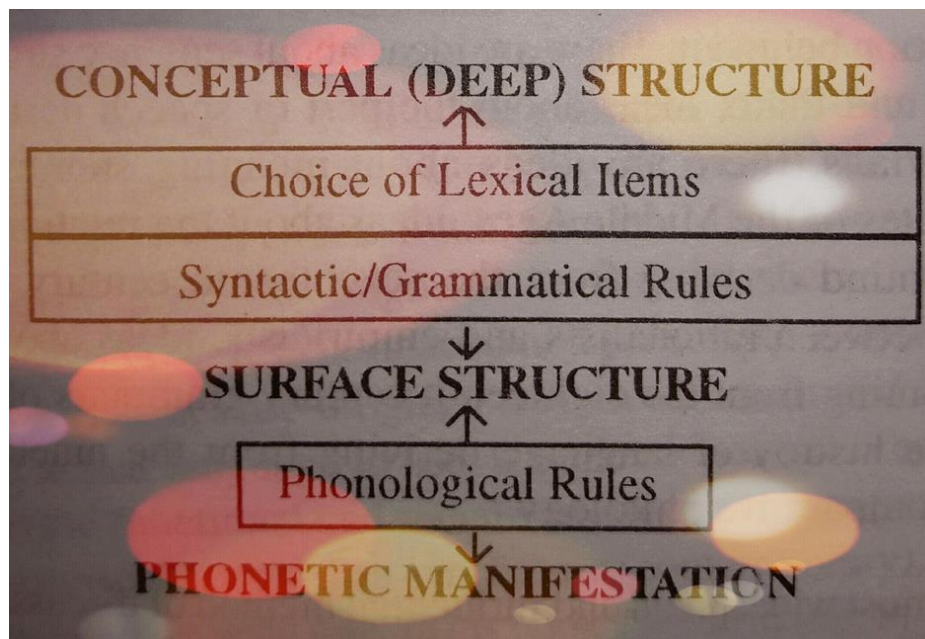 CONCEPTUAL (DEEP) STRUCTURE
Choice of Lexical Items
Syntactic/Grammatical Rules
SURFACE STRUCTURE
Phonological Rules
PHONETIC MANIFESTATION